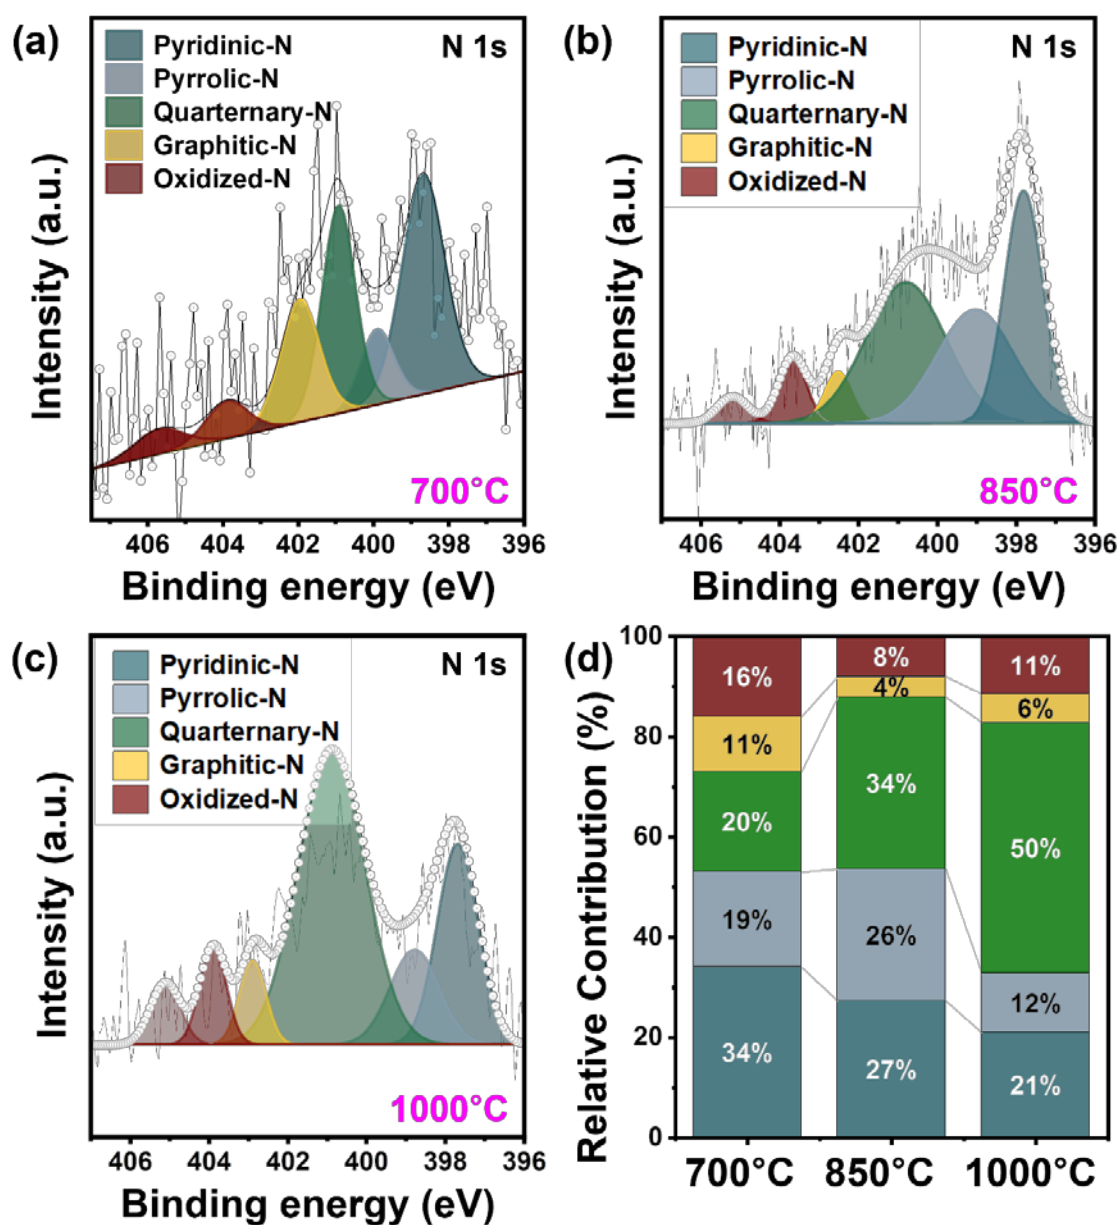 (a)
Pyridinic-N
Pyrrolic-N
Quarternary-N
Graphitic-N
Oxidized-N
N 1s
Intensity (a.u.)
700°C
406 404 402 400 398 396
Binding energy (eV)
(b)
Pyridinic-N
Pyrrolic-N
Quarternary-N
Graphitic-N
Oxidized-N
N 1s
Intensity (a.u.)
850°C
406 404 402 400 398 396
Binding energy (eV)
(c)
Pyridinic-N
Pyrrolic-N
Quarternary-N
Graphitic-N
Oxidized-N
N 1s
Intensity (a.u.)
1000°C
406 404 402 400 398 396
Binding energy (eV)
(d)
Relative Contribution (%)
100
80
60
40
20
0
16%
11%
20%
19%
34%
8%
4%
34%
26%
27%
11%
6%
50%
12%
21%
700°C 850°C 1000°C